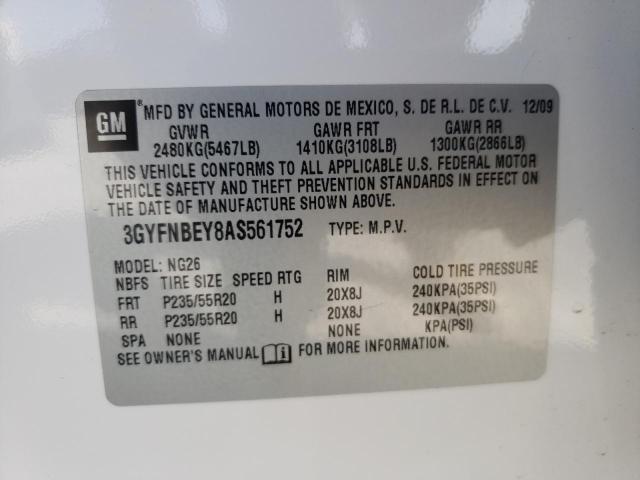 GM ® MFD BY GENERAL MOTORS DE MEXICO, S. DE R.L. DE C.V. 12/09
GVWR GAWR FRT GAWR RR
2480KG(5467LB) 1410KG(3108LB) 1300KG(2866LB)
THIS VEHICLE CONFORMS TO ALL APPLICABLE U.S. FEDERAL MOTOR
VEHICLE SAFETY AND THEFT PREVENTION STANDARDS IN EFFECT ON
THE DATE OF MANUFACTURE SHOWN ABOVE.
3GYFNBEY8AS561752 TYPE: M.P.V.
MODEL: NG26
NBFS TIRE SIZE SPEED RTG RIM COLD TIRE PRESSURE
FRT P235/55R20 H 20X8J 240KPA(35PSI)
RR P235/55R20 H 20X8J 240KPA(35PSI)
SPA NONE NONE KPA(PSI)
SEE OWNER'S MANUAL FOR MORE INFORMATION.